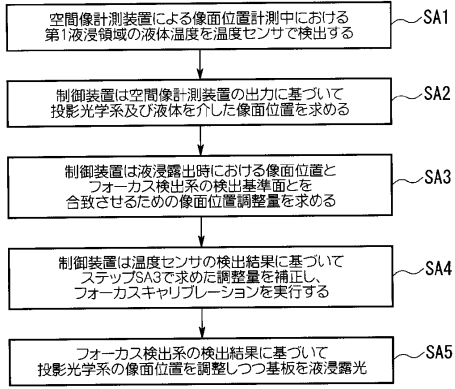 空間像計測装置による像面位置計測中における
第1液浸領域の液体温度を温度センサで検出する
SA1
制御装置は空間像計測装置の出力に基づいて
投影光学系及び液体を介した像面位置を求める
SA2
制御装置は液浸露出時における像面位置と
フォーカス検出系の検出基準面とを
合致させるための像面位置調整量を求める
SA3
制御装置は温度センサの検出結果に基づいて
ステップSA3で求めた調整量を補正し、
フォーカスキャリブレーションを実行する
SA4
フォーカス検出系の検出結果に基づいて
投影光学系の像面位置を調整しつつ基板を液浸露光
SA5